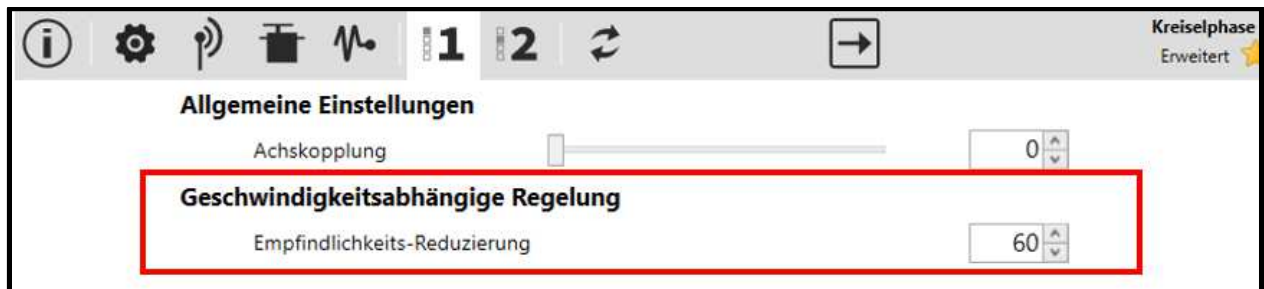 1 2
Kreiselphase
Erweitert
Allgemeine Einstellungen
Achskopplung 0
Geschwindigkeitsabhängige Regelung
Empfindlichkeits-Reduzierung 60